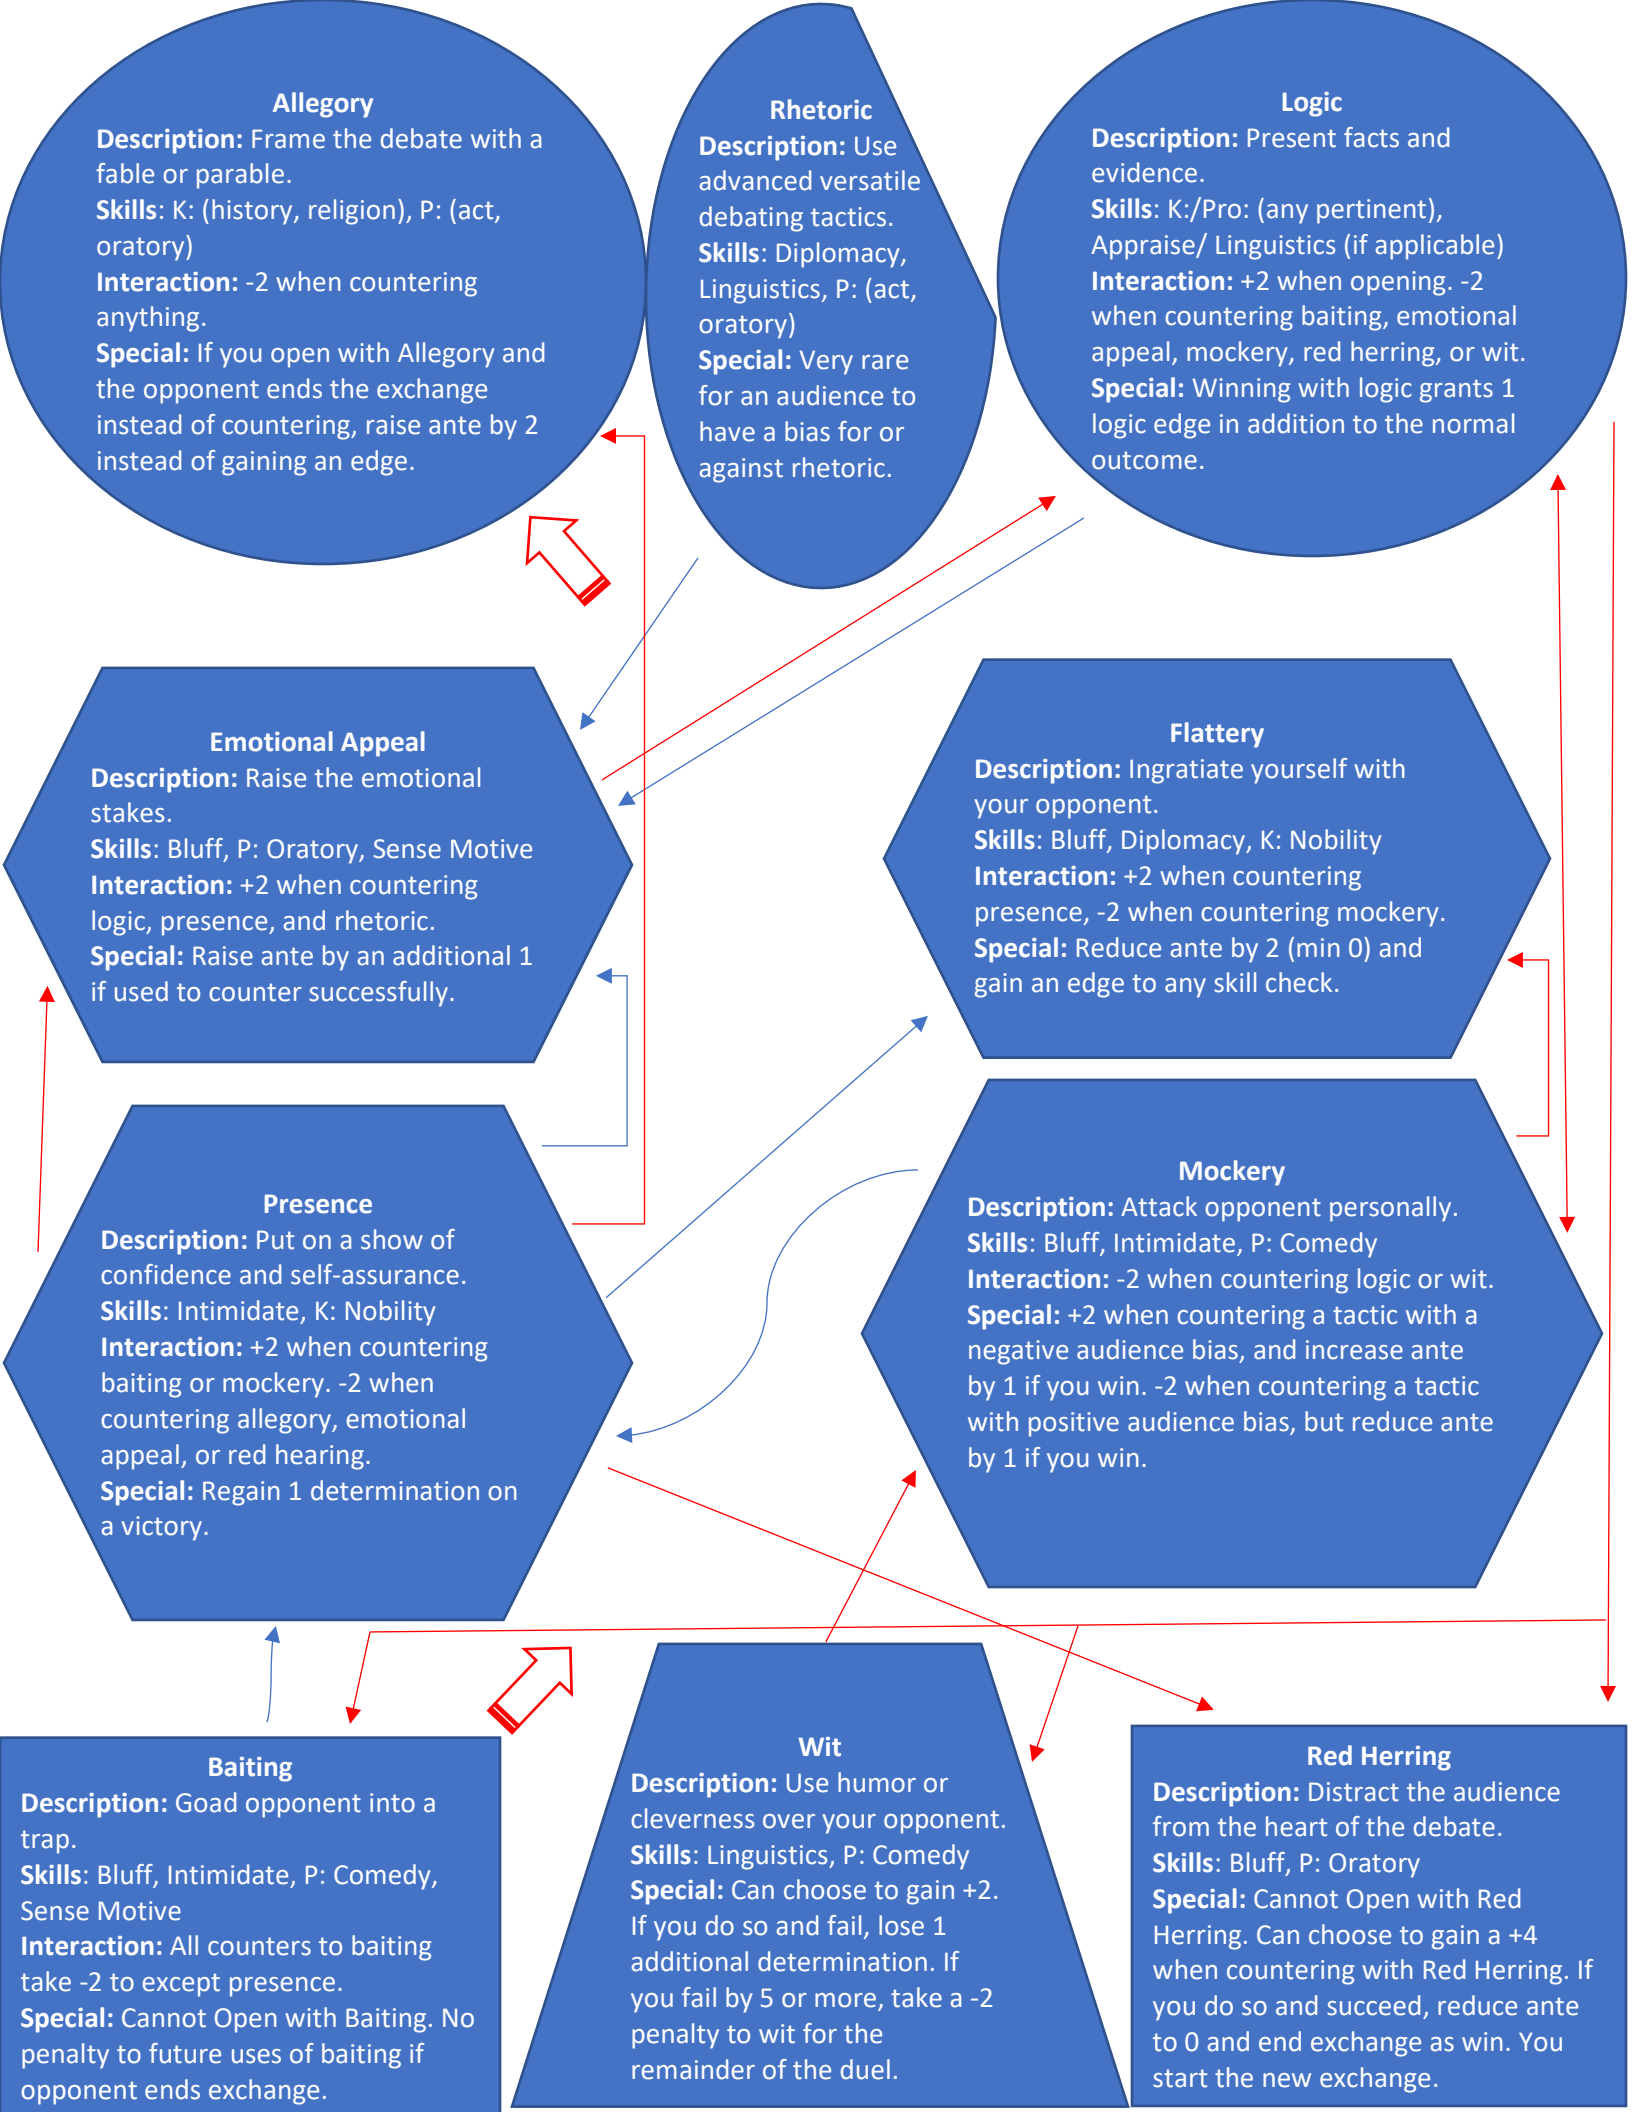 Allegory
Description: Frame the debate with a
fable or parable.
Skills: K: (history, religion), P: (act,
oratory)
Interaction: -2 when countering
anything.
Special: If you open with Allegory and
the opponent ends the exchange
instead of countering, raise ante by 2
instead of gaining an edge.
Rhetoric
Description: Use
advanced versatile
debating tactics.
Skills: Diplomacy,
Linguistics, P: (act,
oratory)
Special: Very rare
for an audience to
have a bias for or
against rhetoric.
Logic
Description: Present facts and
evidence.
Skills: K:/Pro: (any pertinent),
Appraise/ Linguistics (if applicable)
Interaction: +2 when opening. -2
when countering baiting, emotional
appeal, mockery, red herring, or wit.
Special: Winning with logic grants 1
logic edge in addition to the normal
outcome.
Emotional Appeal
Description: Raise the emotional
stakes.
Skills: Bluff, P: Oratory, Sense Motive
Interaction: +2 when countering
logic, presence, and rhetoric.
Special: Raise ante by an additional 1
if used to counter successfully.
Flattery
Description: Ingratiate yourself with
your opponent.
Skills: Bluff, Diplomacy, K: Nobility
Interaction: +2 when countering
presence, -2 when countering mockery.
Special: Reduce ante by 2 (min 0) and
gain an edge to any skill check.
Presence
Description: Put on a show of
confidence and self-assurance.
Skills: Intimidate, K: Nobility
Interaction: +2 when countering
baiting or mockery. -2 when
countering allegory, emotional
appeal, or red hearing.
Special: Regain 1 determination on
a victory.
Mockery
Description: Attack opponent personally.
Skills: Bluff, Intimidate, P: Comedy
Interaction: -2 when countering logic or wit.
Special: +2 when countering a tactic with a
negative audience bias, and increase ante
by 1 if you win. -2 when countering a tactic
with positive audience bias, but reduce ante
by 1 if you win.
Baiting
Description: Goad opponent into a
trap.
Skills: Bluff, Intimidate, P: Comedy,
Sense Motive
Interaction: All counters to baiting
take -2 to except presence.
Special: Cannot Open with Baiting. No
penalty to future uses of baiting if
opponent ends exchange.
Wit
Description: Use humor or
cleverness over your opponent.
Skills: Linguistics, P: Comedy
Special: Can choose to gain +2.
If you do so and fail, lose 1
additional determination. If
you fail by 5 or more, take a -2
penalty to wit for the
remainder of the duel.
Red Herring
Description: Distract the audience
from the heart of the debate.
Skills: Bluff, P: Oratory
Special: Cannot Open with Red
Herring. Can choose to gain a +4
when countering with Red Herring. If
you do so and succeed, reduce ante
to 0 and end exchange as win. You
start the new exchange.